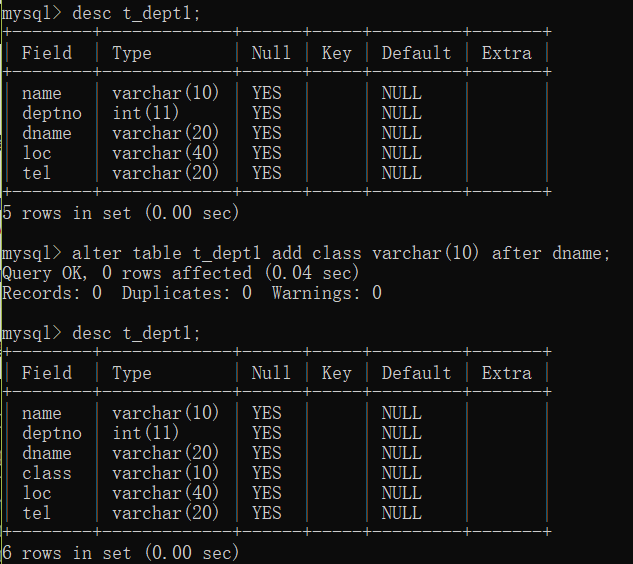 mysql> desc t_dept1;
+--------+-------------+------+-----+---------+-------+
| Field  | Type        | Null | Key | Default | Extra |
+--------+-------------+------+-----+---------+-------+
| name   | varchar(10) | YES  |     | NULL    |       |
| deptno | int(11)     | YES  |     | NULL    |       |
| dname  | varchar(20) | YES  |     | NULL    |       |
| loc    | varchar(40) | YES  |     | NULL    |       |
| tel    | varchar(20) | YES  |     | NULL    |       |
+--------+-------------+------+-----+---------+-------+
5 rows in set (0.00 sec)
mysql> alter table t_dept1 add class varchar(10) after dname;
Query OK, 0 rows affected (0.04 sec)
Records: 0  Duplicates: 0  Warnings: 0
mysql> desc t_dept1;
+--------+-------------+------+-----+---------+-------+
| Field  | Type        | Null | Key | Default | Extra |
+--------+-------------+------+-----+---------+-------+
| name   | varchar(10) | YES  |     | NULL    |       |
| deptno | int(11)     | YES  |     | NULL    |       |
| dname  | varchar(20) | YES  |     | NULL    |       |
| class  | varchar(10) | YES  |     | NULL    |       |
| loc    | varchar(40) | YES  |     | NULL    |       |
| tel    | varchar(20) | YES  |     | NULL    |       |
+--------+-------------+------+-----+---------+-------+
6 rows in set (0.00 sec)